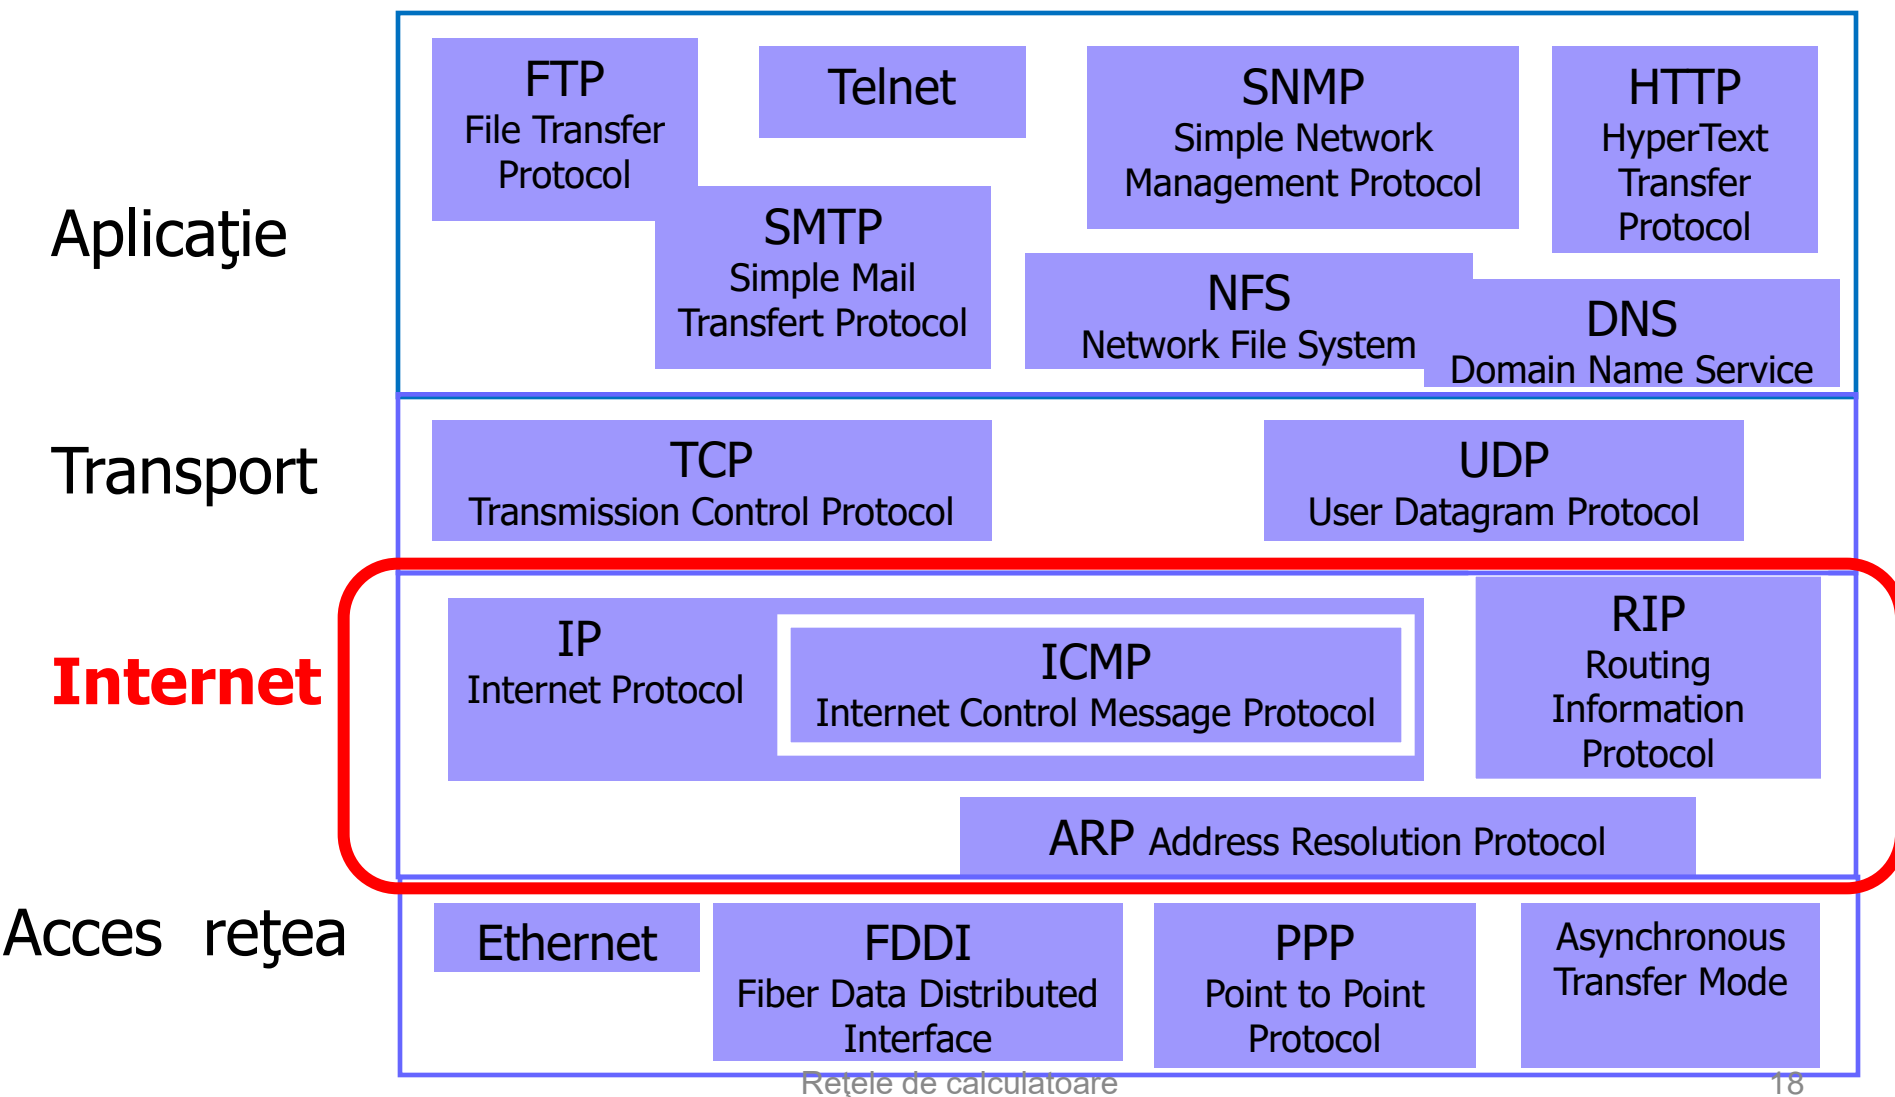 Aplicaţie
FTP
File Transfer
Protocol
Telnet
SNMP
Simple Network
Management Protocol
HTTP
HyperText
Transfer
Protocol
SMTP
Simple Mail
Transfert Protocol
NFS
Network File System
DNS
Domain Name Service
Transport
TCP
Transmission Control Protocol
UDP
User Datagram Protocol
Internet
IP
Internet Protocol
ICMP
Internet Control Message Protocol
RIP
Routing
Information
Protocol
ARP Address Resolution Protocol
Acces reţea
Ethernet
FDDI
Fiber Data Distributed
Interface
PPP
Point to Point
Protocol
Asynchronous
Transfer Mode
Reţele de calculatoare
18